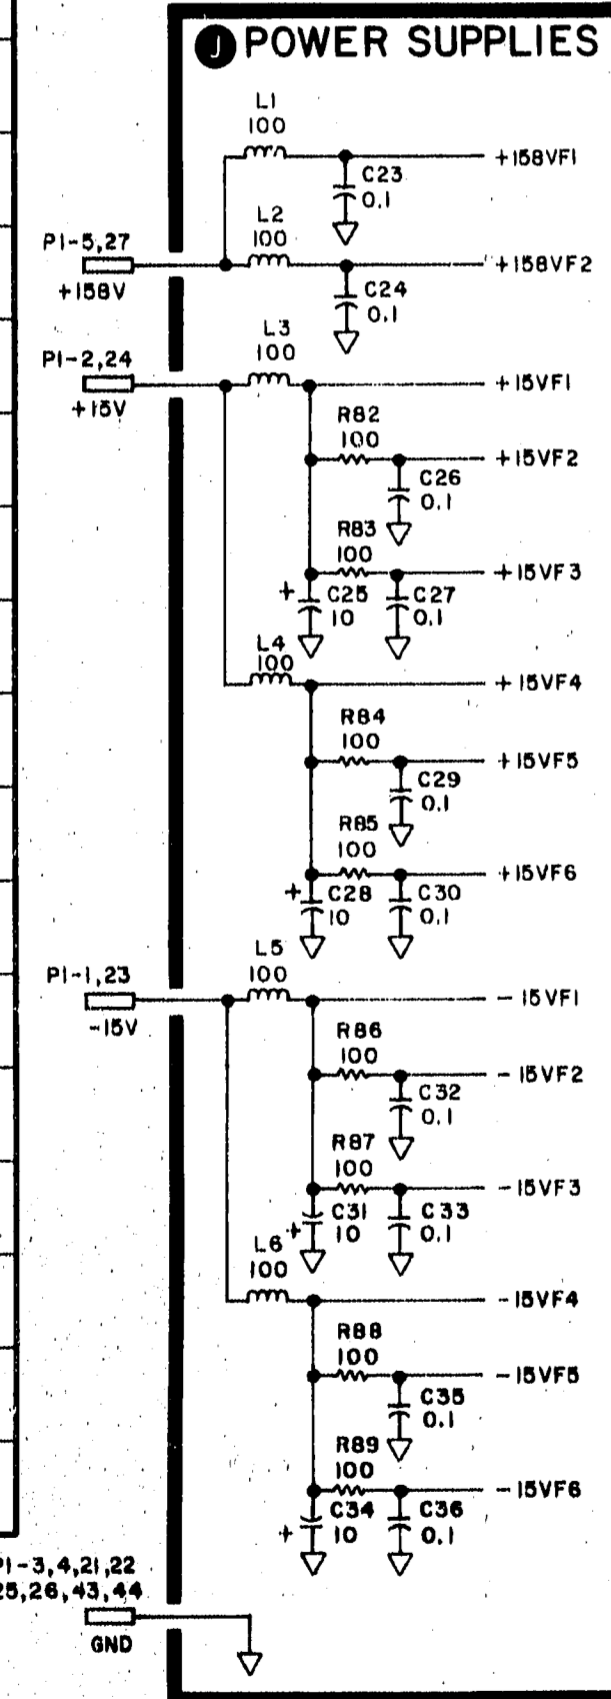 J POWER SUPPLIES
L1
100
+158VF1
C23
0.1
P1-5,27
+158V
L2
100
+158VF2
C24
0.1
P1-2,24
+15V
L3
100
+15VF1
R82
100
+15VF2
C26
0.1
R83
100
+15VF3
+ C25
10
C27
0.1
L4
100
+15VF4
R84
100
+15VF5
C29
0.1
R85
100
+15VF6
+ C28
10
C30
0.1
P1-1,23
-15V
L5
100
-15VF1
R86
100
-15VF2
C32
0.1
R87
100
-15VF3
+ C31
10
C33
0.1
L6
100
-15VF4
R88
100
-15VF5
C35
0.1
R89
100
-15VF6
+ C34
10
C36
0.1
P1-3,4,21,22
25,26,43,44
GND